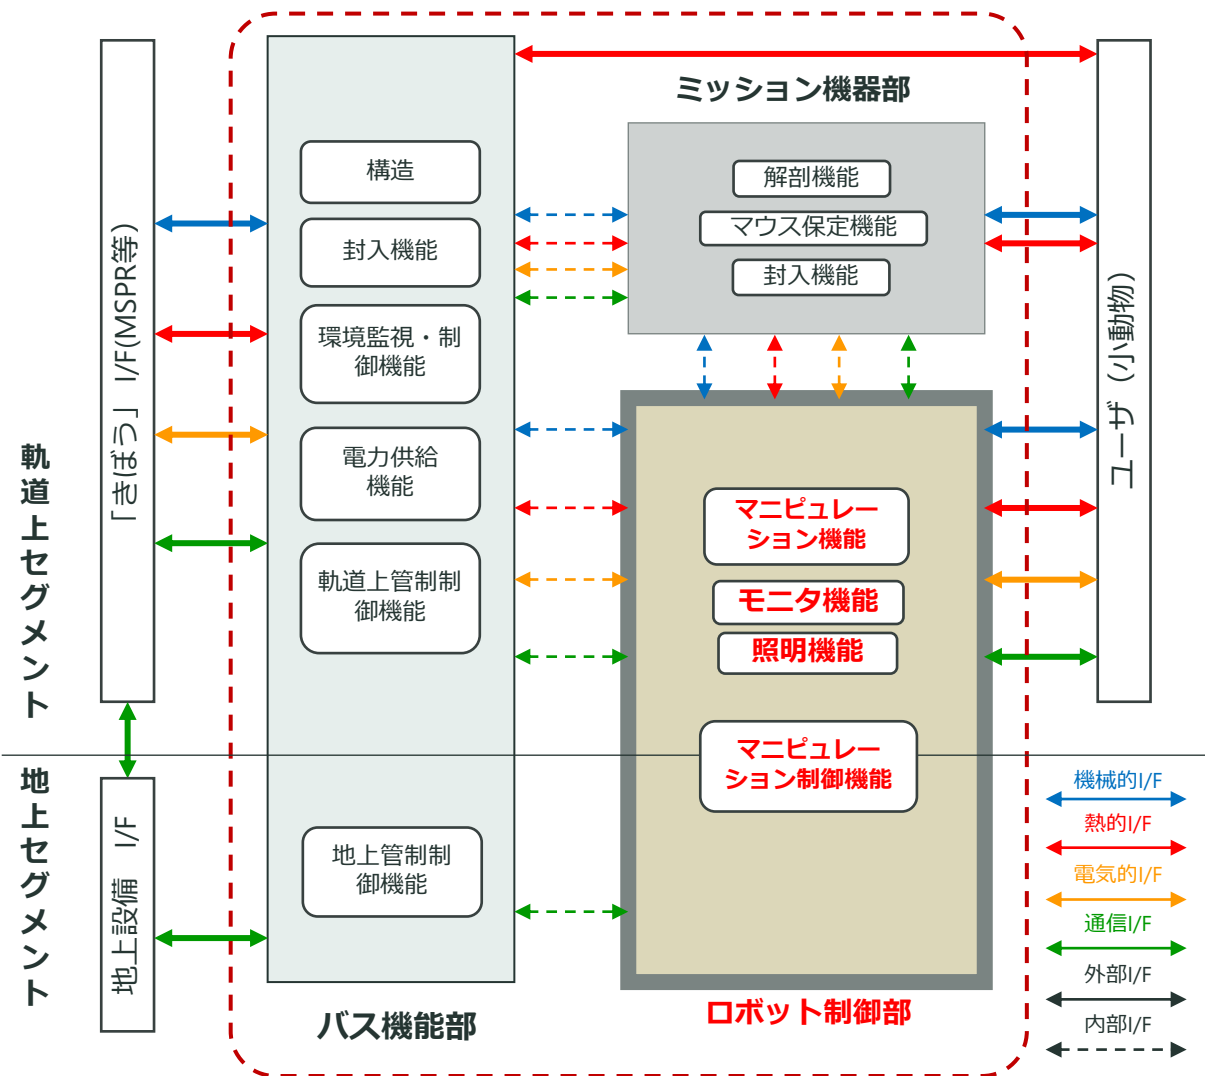 軌道上セグメント
地上セグメント
「きぼう」 I/F(MSPR等)
地上設備 I/F
構造
封入機能
環境監視・制
御機能
電力供給
機能
軌道上管制制
御機能
地上管制制
御機能
バス機能部
ミッション機器部
解剖機能
マウス保定機能
封入機能
マニピュレー
ション機能
モニタ機能
照明機能
マニピュレー
ション制御機能
ロボット制御部
ユーザ（小動物）
機械的I/F
熱的I/F
電気的I/F
通信I/F
外部I/F
内部I/F